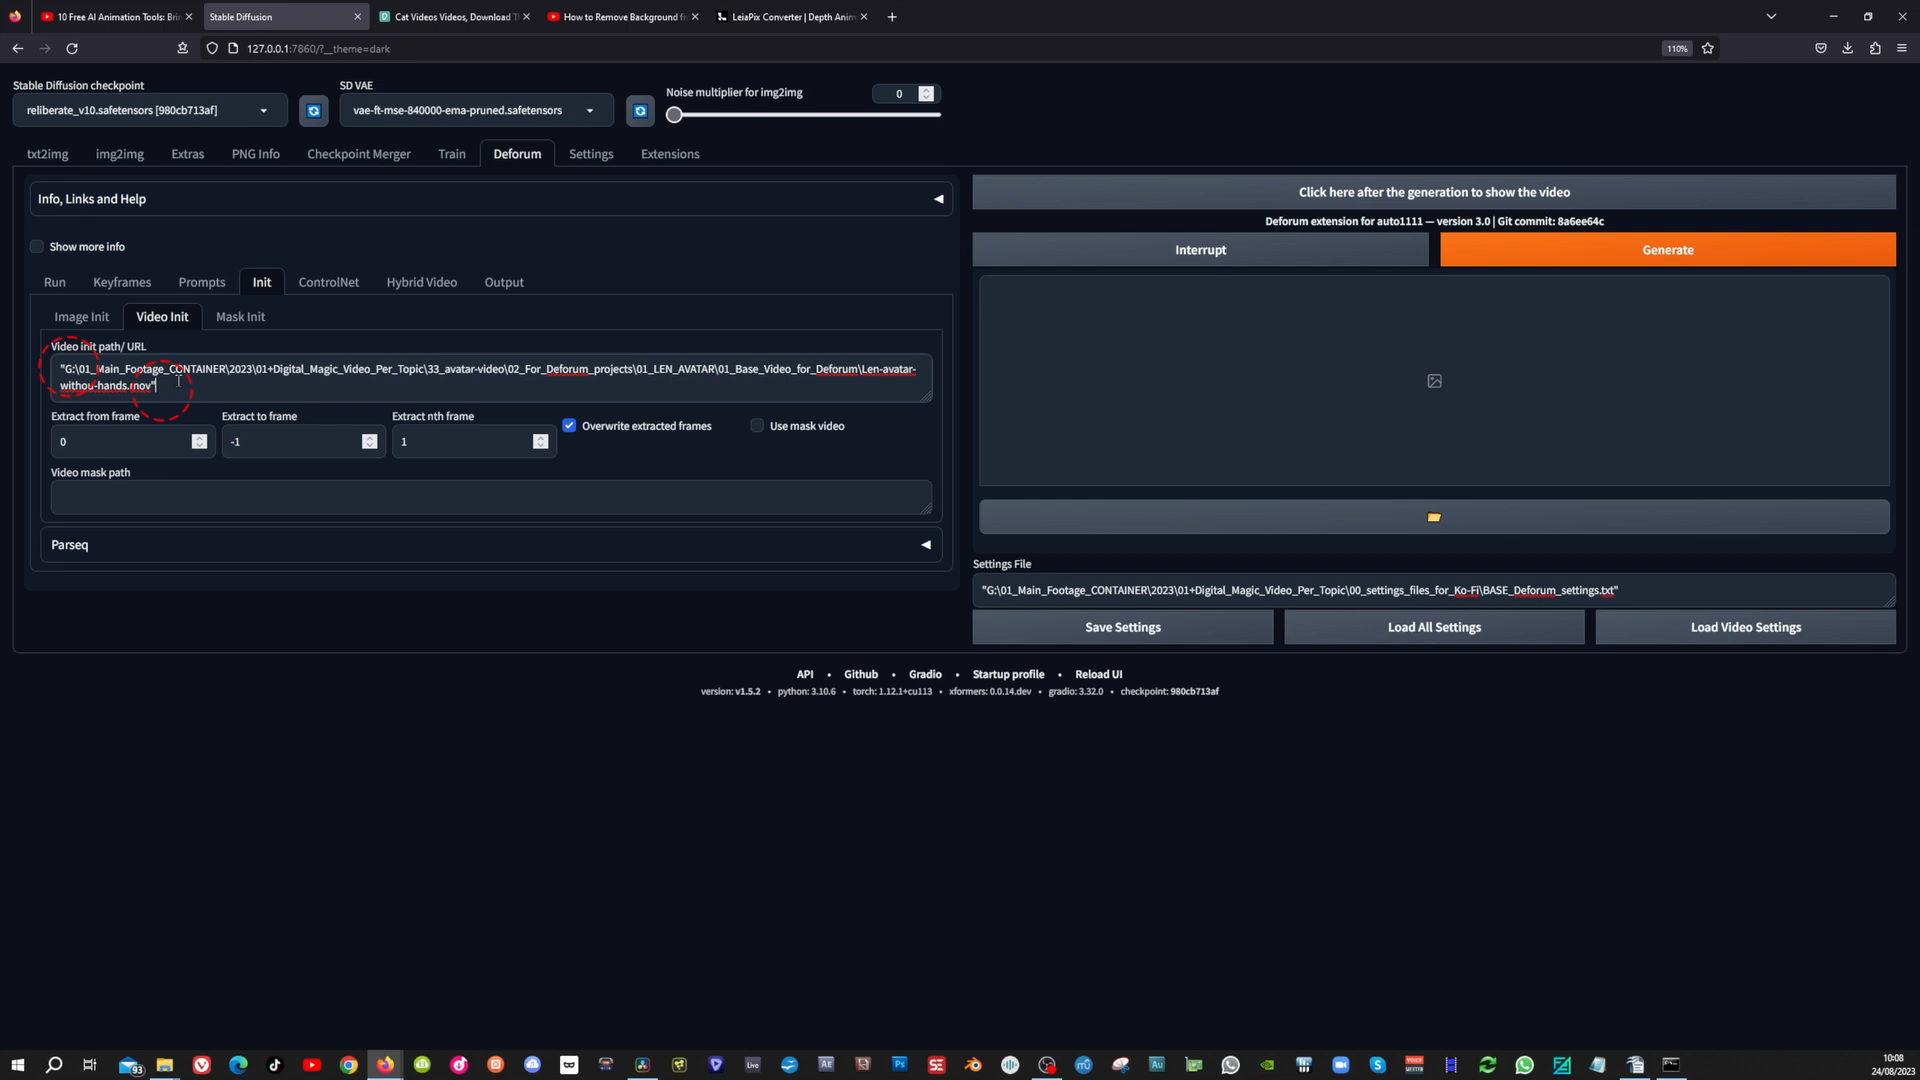 10 Free AI Animation Tools: Brin
Stable Diffusion
Cat Videos Videos, Download Th
How to Remove Background fr
LeiaPix Converter | Depth Anim
127.0.0.1:7860/?__theme=dark
110%
Stable Diffusion checkpoint
SD VAE
Noise multiplier for img2img
0
reliberate_v10.safetensors [980cb713af]
vae-ft-mse-840000-ema-pruned.safetensors
txt2img
img2img
Extras
PNG Info
Checkpoint Merger
Train
Deforum
Settings
Extensions
Info, Links and Help
Show more info
Run
Keyframes
Prompts
Init
ControlNet
Hybrid Video
Output
Image Init
Video Init
Mask Init
Video init path/ URL
"G:\01_Main_Footage_CONTAINER\2023\01+Digital_Magic_Video_Per_Topic\33_avatar-video\02_For_Deforum_projects\01_LEN_AVATAR\01_Base_Video_for_Deforum\Len-avatar-
withou-hands.mov"
Extract from frame
Extract to frame
Extract nth frame
0
-1
1
Overwrite extracted frames
Use mask video
Video mask path
Parseq
Click here after the generation to show the video
Deforum extension for auto1111 — version 3.0 | Git commit: 8a6ee64c
Interrupt
Generate
Settings File
"G:\01_Main_Footage_CONTAINER\2023\01+Digital_Magic_Video_Per_Topic\00_settings_files_for_Ko-Fi\BASE_Deforum_settings.txt"
Save Settings
Load All Settings
Load Video Settings
API • Github • Gradio • Startup profile • Reload UI
version: v1.5.2 • python: 3.10.6 • torch: 1.12.1+cu113 • xformers: 0.0.14.dev • gradio: 3.32.0 • checkpoint: 980cb713af
93
Live
AE
Ps
SE
Au
10:08
24/08/2023